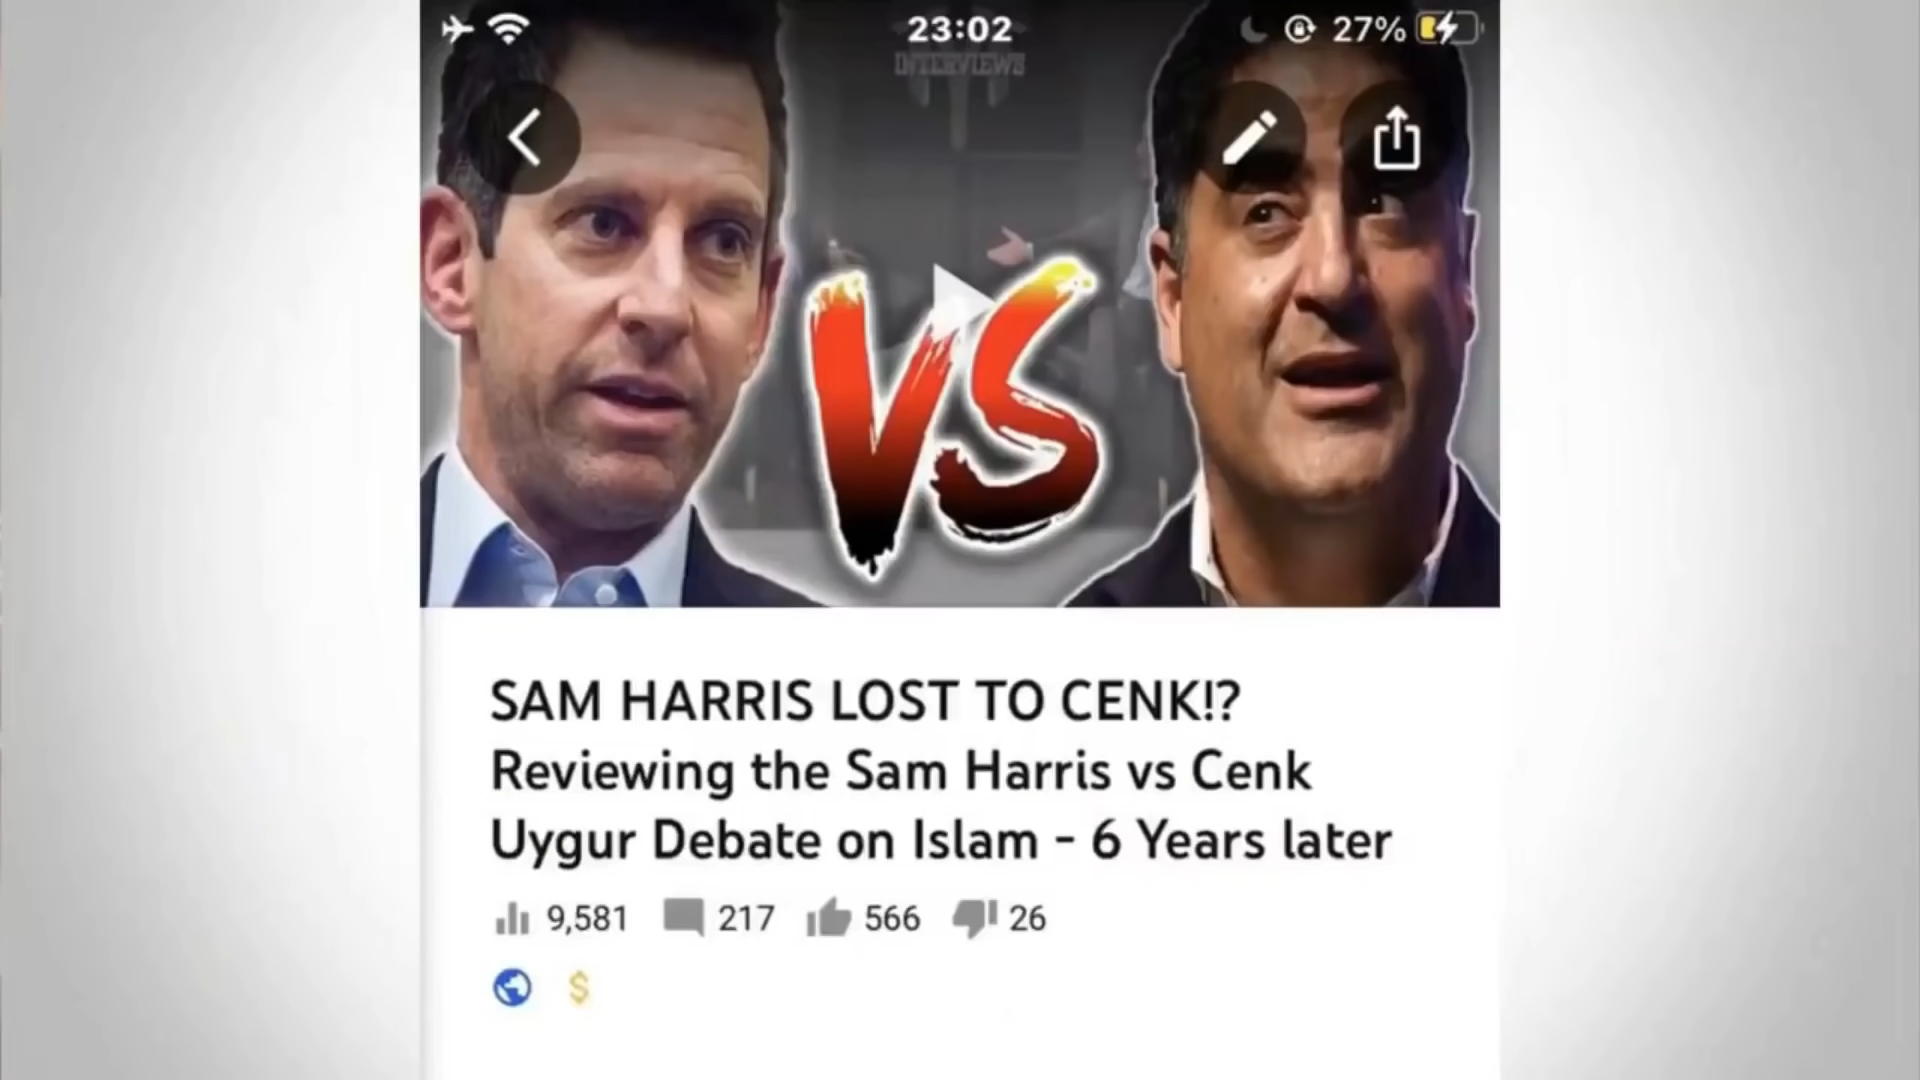 23:02
27%
INTERVIEWS
VS
SAM HARRIS LOST TO CENK!?
Reviewing the Sam Harris vs Cenk
Uygur Debate on Islam - 6 Years later
9,581 217 566 26
$